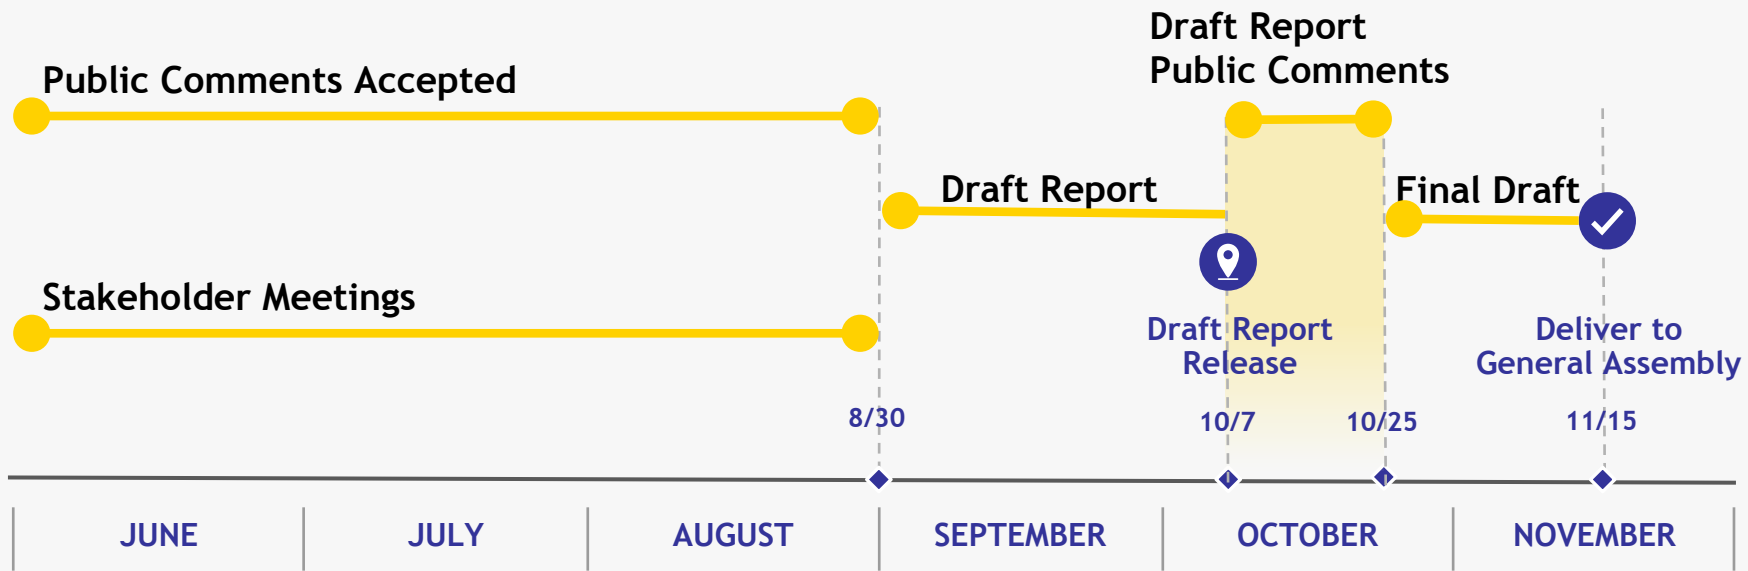 Draft Report
Public Comments
Public Comments Accepted
Draft Report
Final Draft
Stakeholder Meetings
Draft Report
Release
Deliver to
General Assembly
8/30
10/7
10/25
11/15
JUNE
JULY
AUGUST
SEPTEMBER
OCTOBER
NOVEMBER